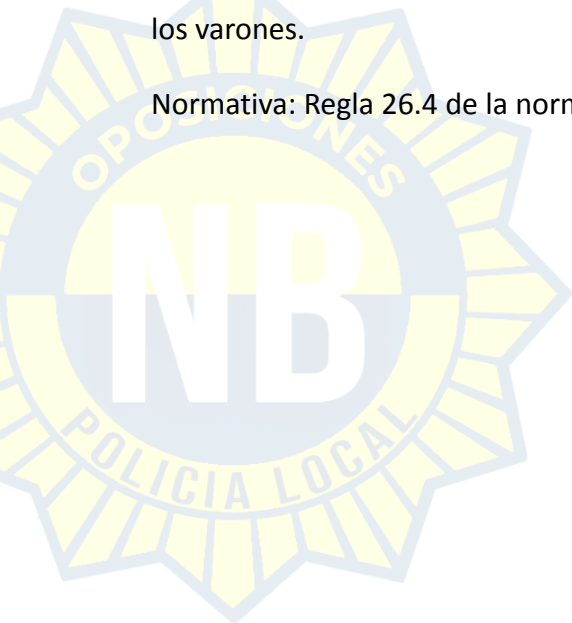 los varones.
Normativa: Regla 26.4 de la norm
OPOSICIONES
NB
POLICIA LOCAL